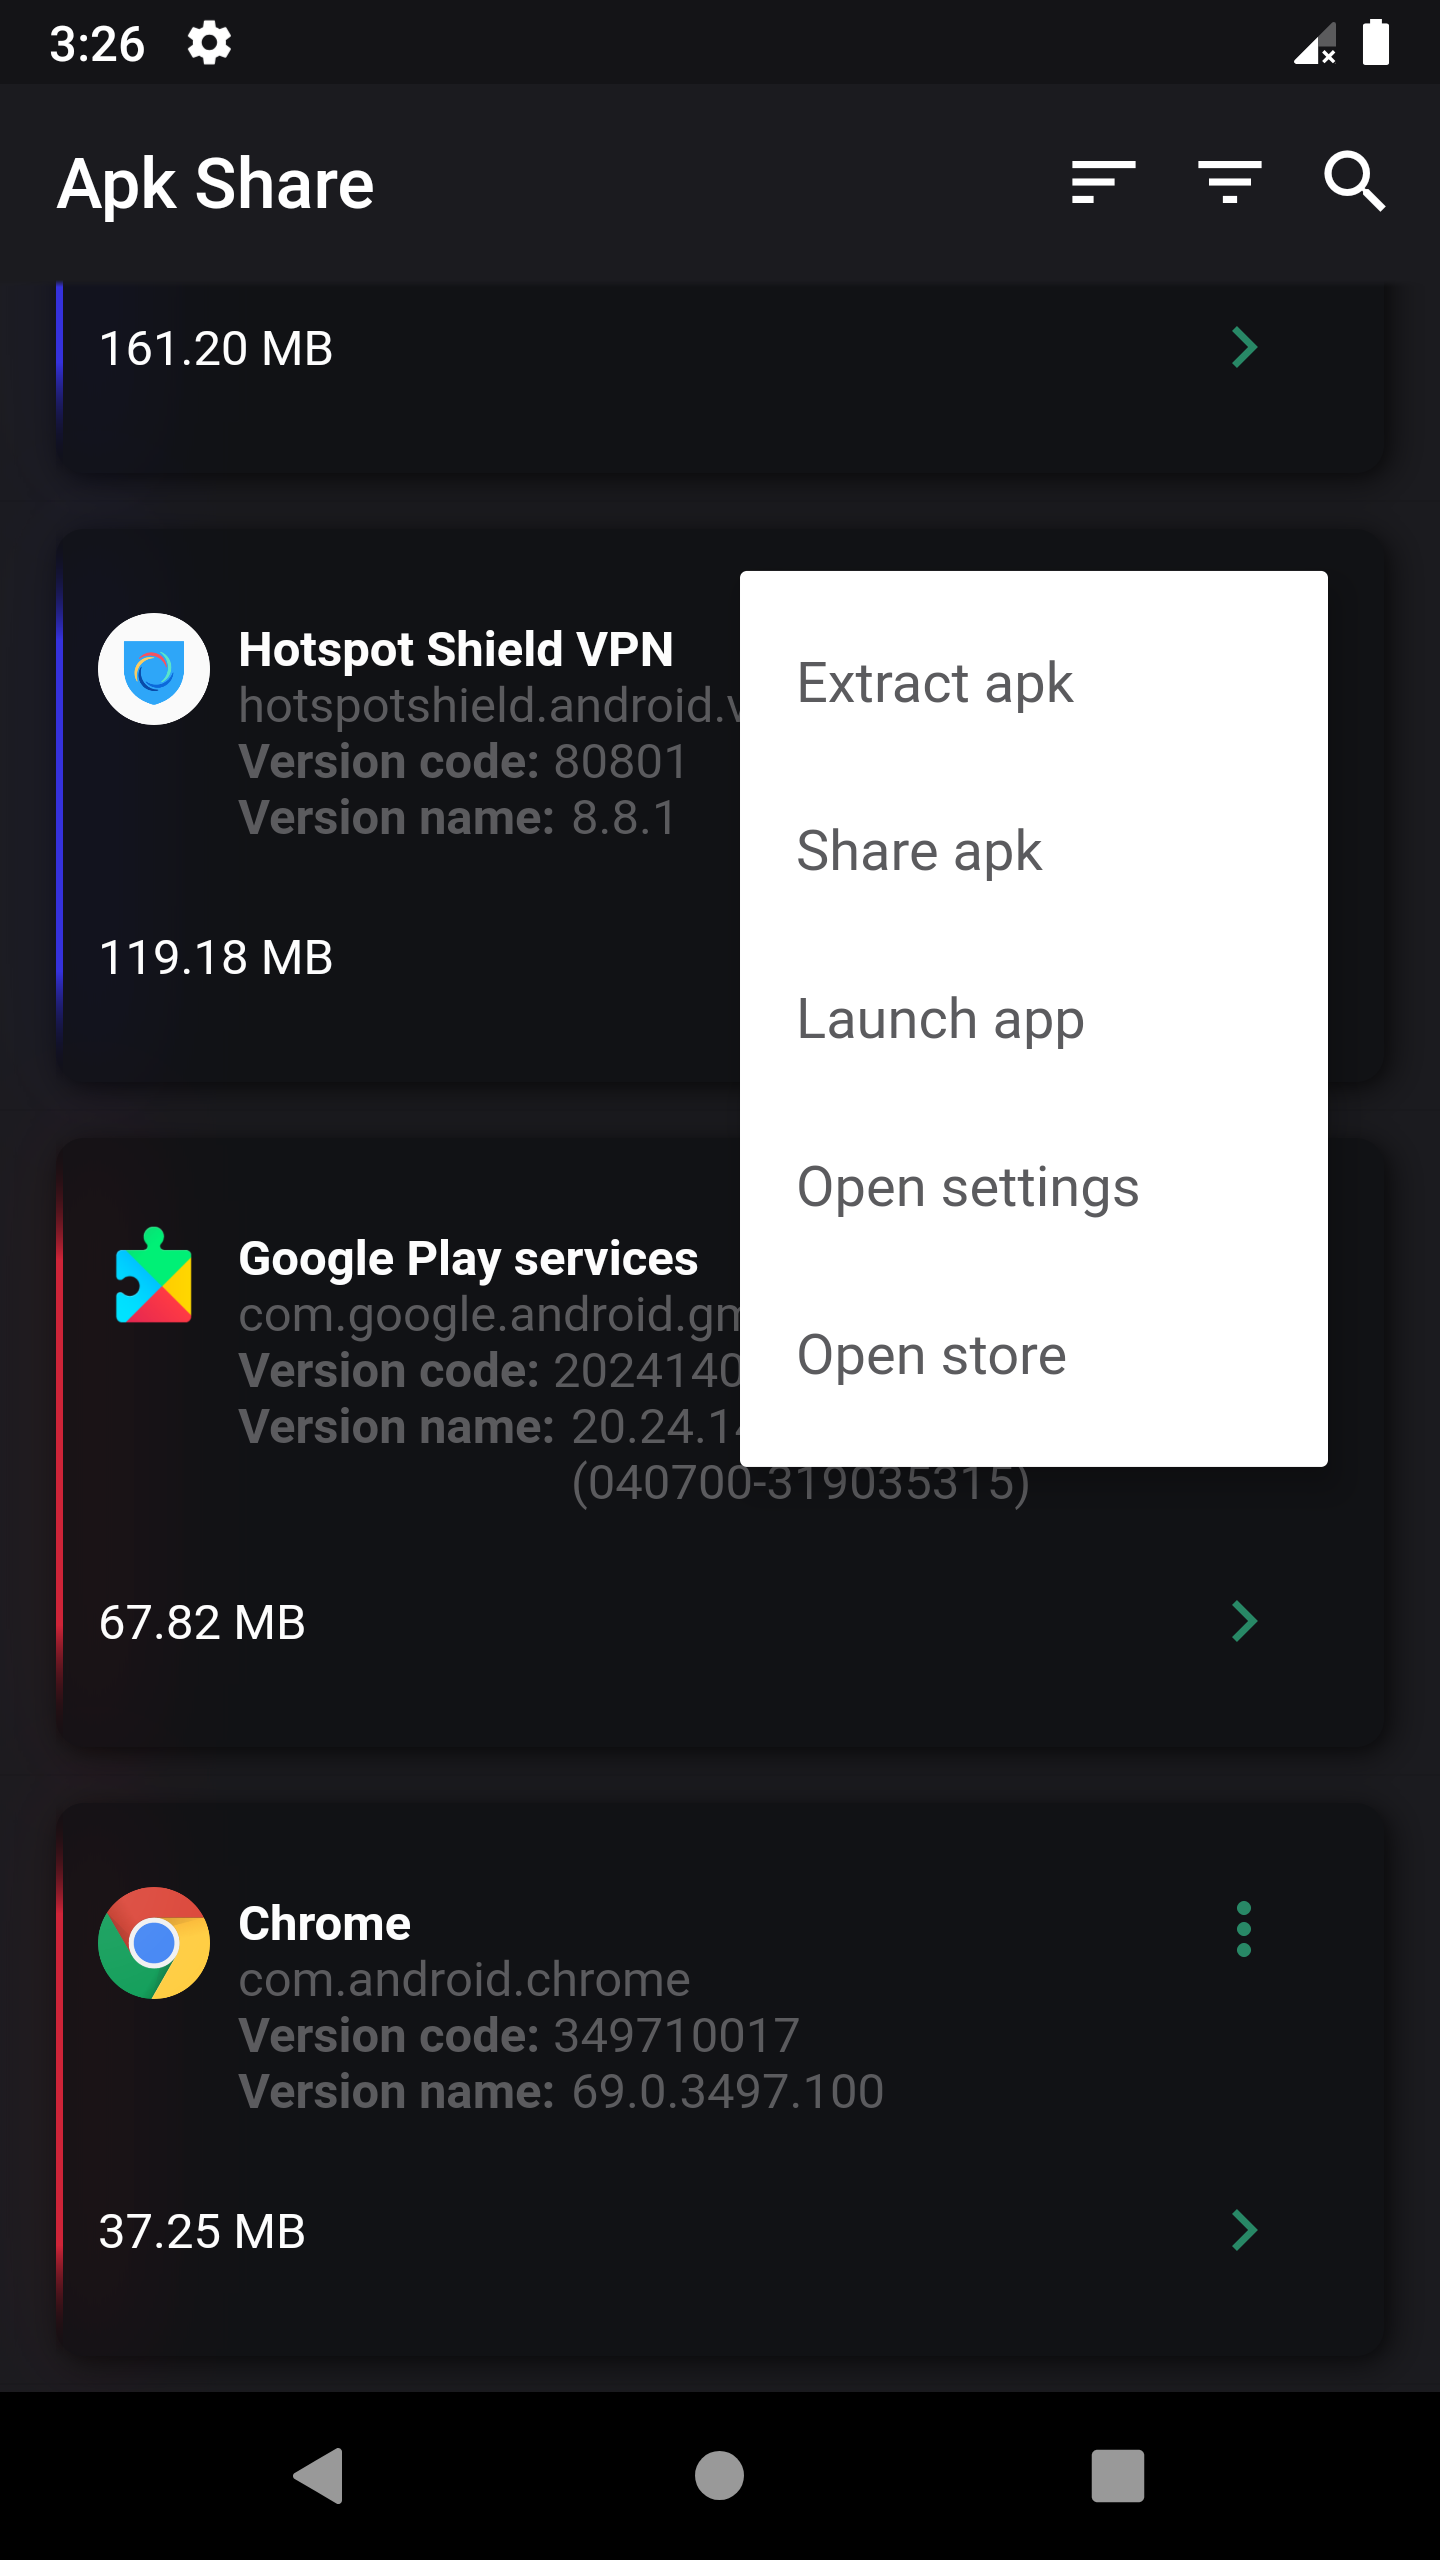 3:26
Apk Share
161.20 MB
Hotspot Shield VPN
hotspotshield.android.v
Version code: 80801
Version name: 8.8.1
119.18 MB
Extract apk
Share apk
Launch app
Open settings
Open store
Google Play services
com.google.android.gm
Version code: 2024140
Version name: 20.24.14
(040700-319035315)
67.82 MB
Chrome
com.android.chrome
Version code: 349710017
Version name: 69.0.3497.100
37.25 MB